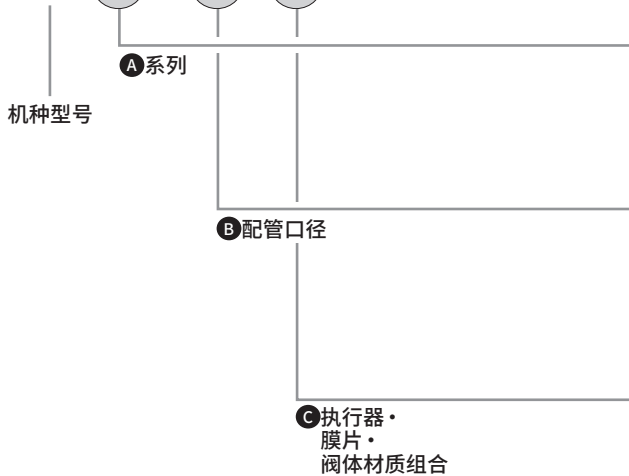 A系列
机种型号
B配管口径
C执行器・
膜片・
阀体材质组合